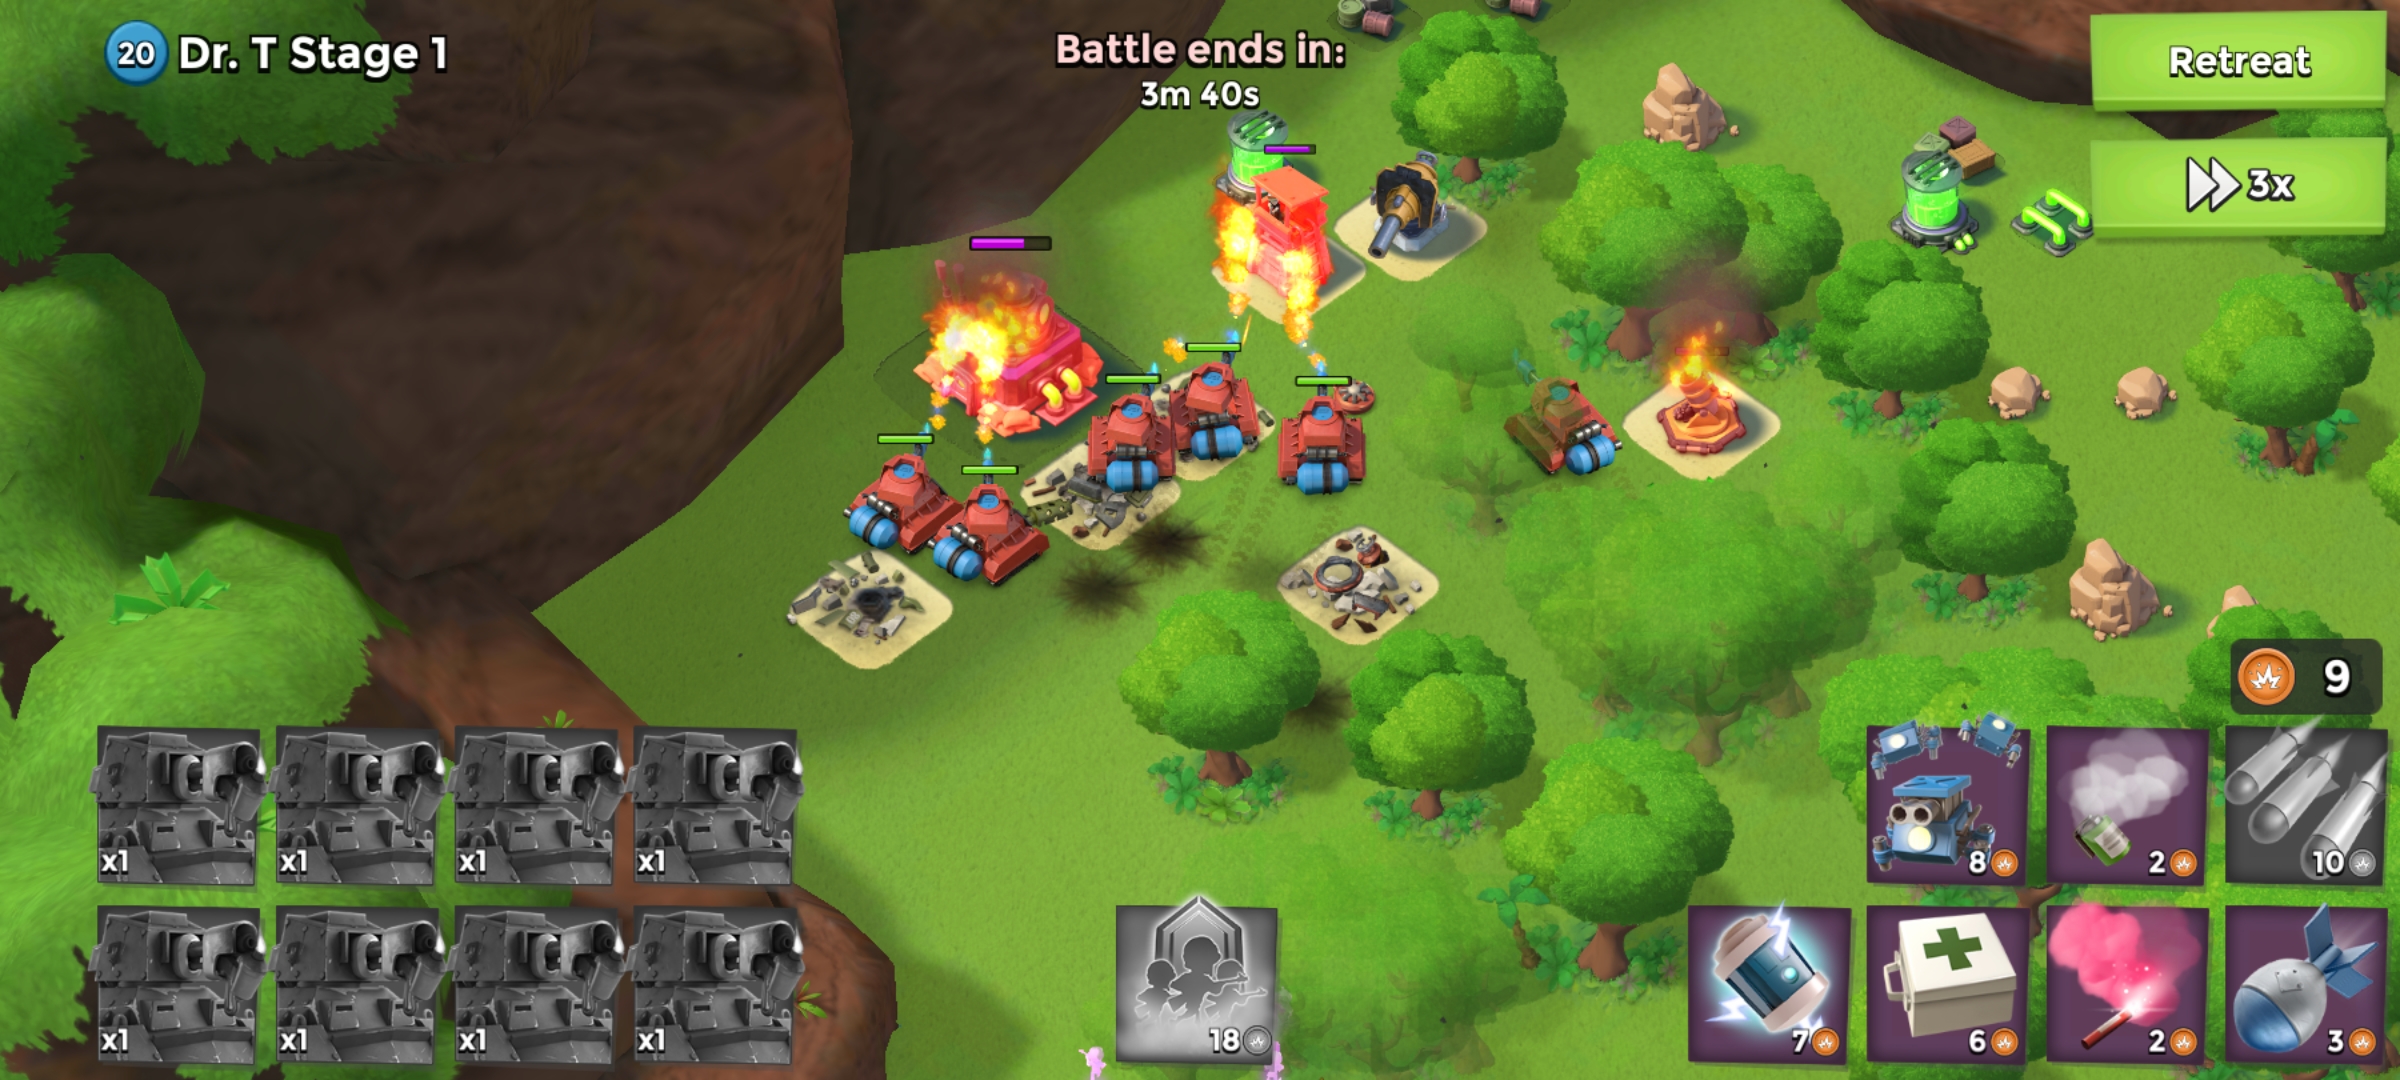 20 Dr. T Stage 1
Battle ends in:
3m 40s
Retreat
3x
9
x1 x1 x1 x1
8 2 10
x1 x1 x1 x1
18
7 6 2 3